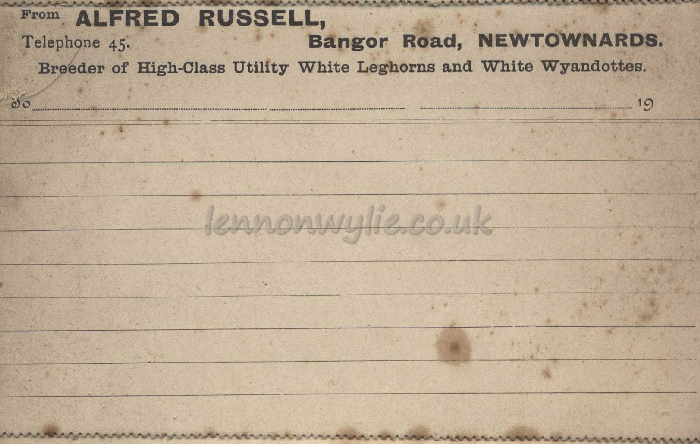 From ALFRED RUSSELL,
Telephone 45. Bangor Road, NEWTOWNARDS.
Breeder of High-Class Utility White Leghorns and White Wyandottes.
To 19
lennonwylie.co.uk